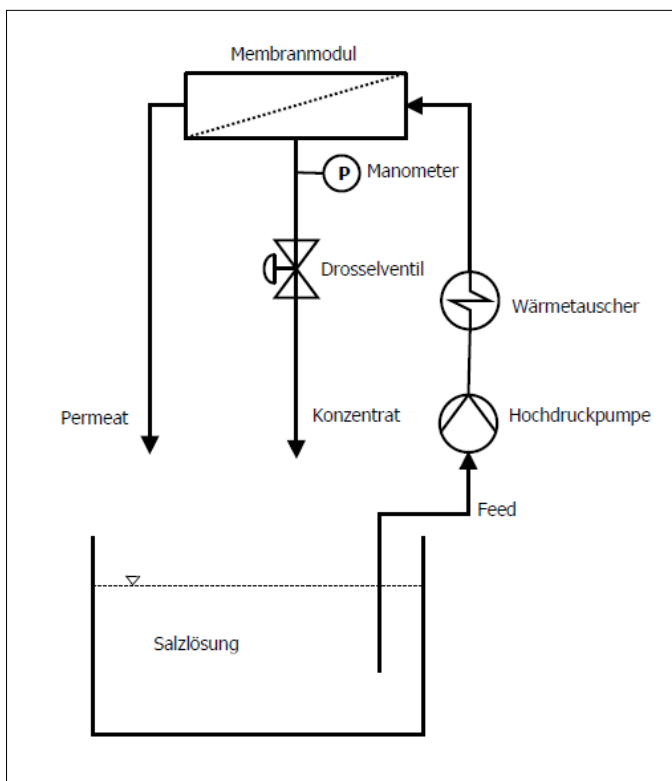 Membranmodul
P
Manometer
Drosselventil
Wärmetauscher
Permeat
Konzentrat
Hochdruckpumpe
Feed
Salzlösung